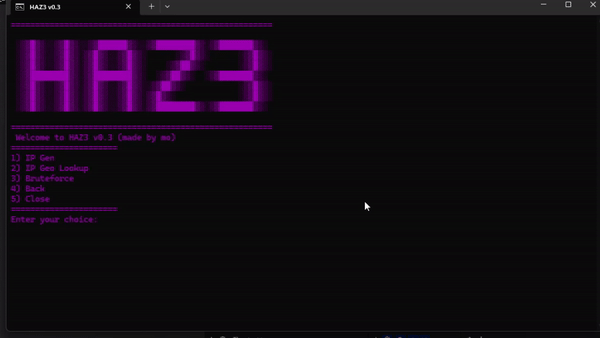 HAZ3 v0.3
HAZ3
Welcome to HAZ3 v0.3 (made by me)
1) IP Gen
2) IP Geo Lookup
3) Bruteforce
4) Back
5) Close
Enter your choice: